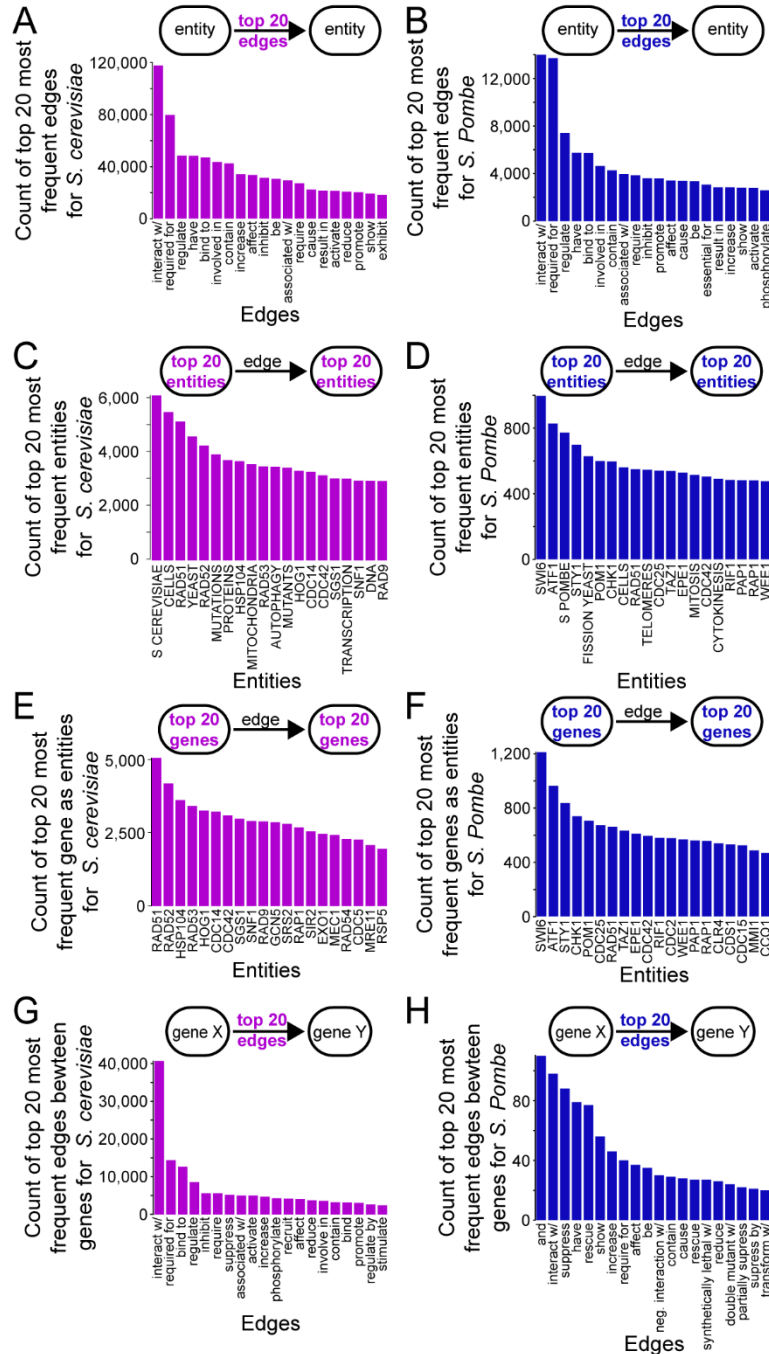 A
entity
top 20
edges
entity
Count of top 20 most
frequent edges
for S. cerevisiae
120,000
80,000
40,000
0
interact w/
required for
regulate
have
bind to
involved in
contain
increase
affect
inhibit
be
associated w/
require
cause
result in
activate
reduce
promote
show
exhibit
Edges
B
entity
top 20
edges
entity
Count of top 20 most
frequent edges
for S. Pombe
12,000
8,000
4,000
0
interact w/
required for
regulate
have
bind to
involved in
contain
associated w/
require
inhibit
promote
affect
cause
be
essential for
result in
increase
show
activate
phosphorylate
Edges
C
top 20
entities
edge
top 20
entities
Count of top 20 most
frequent entities
for S. cerevisiae
6,000
3,000
0
S CEREVISIAE
CELLS
RAD51
YEAST
RAD52
MUTATIONS
PROTEINS
HSP104
MITOCHONDRIA
RAD53
AUTOPHAGY
MUTANTS
HOG1
CDC14
CDC42
SGS1
TRANSCRIPTION
SNF1
DNA
RAD9
Entities
D
top 20
entities
edge
top 20
entities
Count of top 20 most
frequent entities
for S. Pombe
800
400
0
SWI6
ATF1
S POMBE
STY1
FISSION YEAST
POM1
CHK1
CELLS
RAD51
TELOMERES
CDC25
TAZ1
EPE1
MITOSIS
CDC42
CYTOKINESIS
RIF1
PAP1
RAP1
WEE1
Entities
E
top 20
genes
edge
top 20
genes
Count of top 20 most
frequent gene as entities
for S. cerevisiae
5,000
2,500
0
RAD51
RAD52
HSP104
RAD53
HOG1
CDC14
CDC42
SGS1
SNF1
RAD9
GCN5
SRS2
RAP1
SIR2
EXO1
MEC1
RAD54
CDC5
MRE11
RSP5
Entities
F
top 20
genes
edge
top 20
genes
Count of top 20 most
frequent genes as entities
for S. Pombe
1,200
800
400
0
SWI6
ATF1
STY1
CHK1
POM1
CDC25
RAD51
TAZ1
EPE1
CDC42
RIF1
CDC2
WEE1
PAP1
RAP1
CLR4
CDS1
CDC15
MMI1
CCQ1
Entities
G
gene X
top 20
edges
gene Y
Count of top 20 most
frequent edges bewteen
genes for S. cerevisiae
40,000
30,000
20,000
10,000
0
interact w/
required for
bind to
regulate
inhibit
require
suppress
associated w/
activate
increase
phosphorylate
recruit
affect
reduce
involve in
contain
bind
promote
regulate by
stimulate
Edges
H
gene X
top 20
edges
gene Y
Count of top 20 most
frequent edges bewteen
genes for S. Pombe
80
40
0
and
interact w/
suppress
have
rescue
show
increase
require for
affect
be
neg. interaction w/
contain
cause
rescue
synthetically lethal w/
reduce
double mutant w/
partially supress
supress by
transform w/
Edges